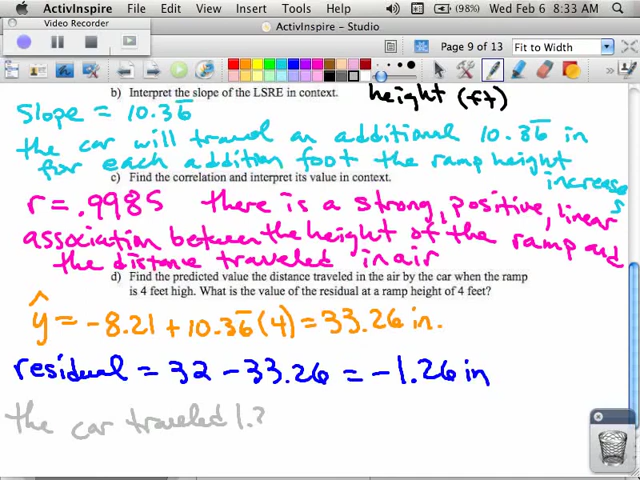 ActivInspire File Edit View Insert Tools Help (98%) Wed Feb 6 8:33 AM
Video Recorder
ActivInspire - Studio
Page 9 of 13 Fit to Width
b) Interpret the slope of the LSRE in context. height (ft)
Slope = 10.36̅
the car will travel an additional 10.36̅ in
for each addition foot the ramp height
increases
c) Find the correlation and interpret its value in context.
r = .9985 there is a strong, positive, linear
association between the height of the ramp and
the distance traveled in air
d) Find the predicted value the distance traveled in the air by the car when the ramp
is 4 feet high. What is the value of the residual at a ramp height of 4 feet?
ŷ = -8.21 + 10.36̅(4) = 33.26 in.
residual = 32 - 33.26 = -1.26 in
the car traveled 1.2